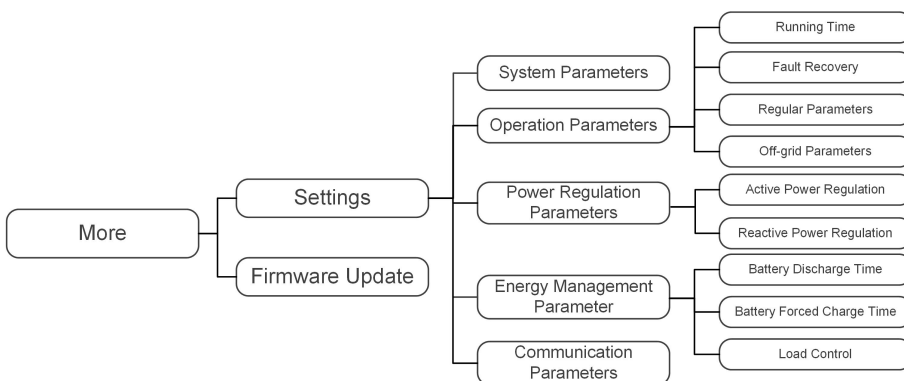 More
Settings
Firmware Update
System Parameters
Operation Parameters
Power Regulation
Parameters
Energy Management
Parameter
Communication
Parameters
Running Time
Fault Recovery
Regular Parameters
Off-grid Parameters
Active Power Regulation
Reactive Power Regulation
Battery Discharge Time
Battery Forced Charge Time
Load Control